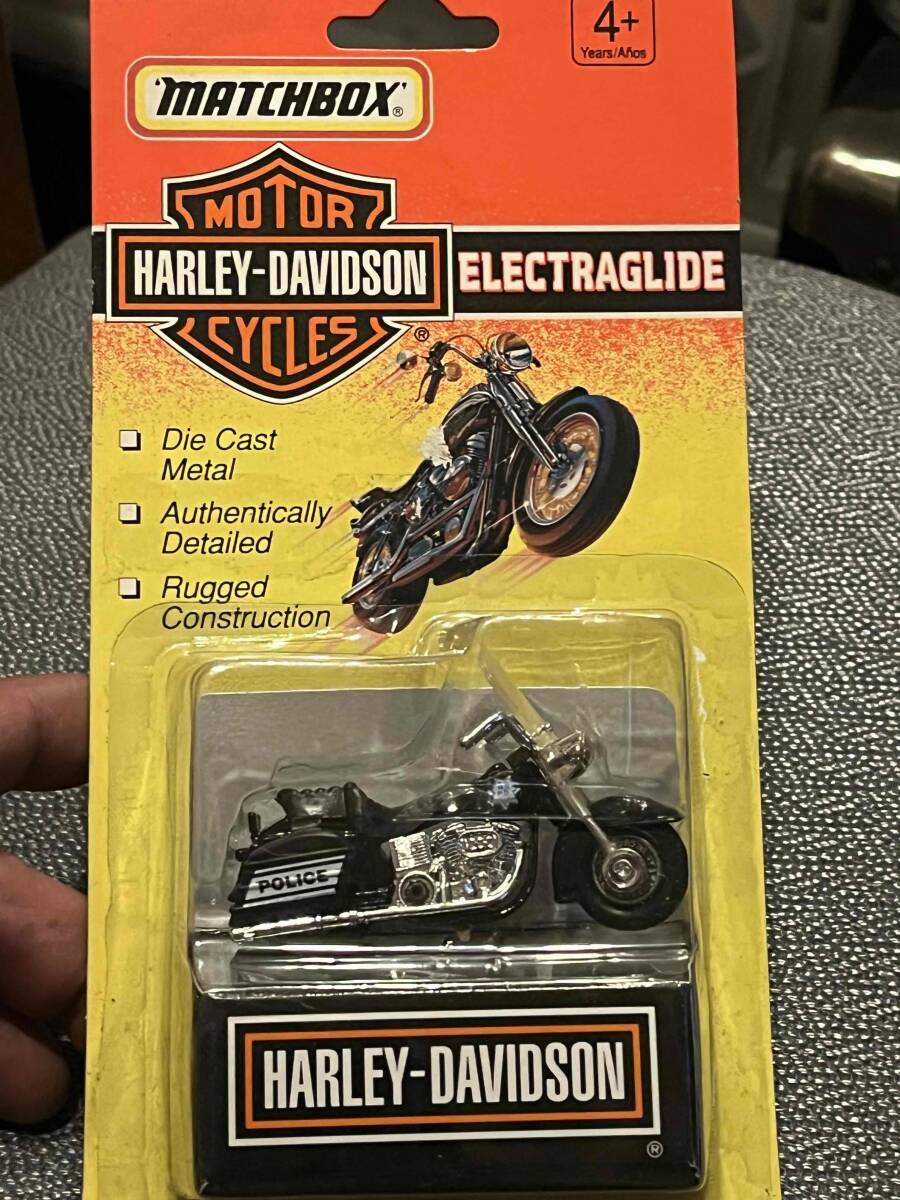 4+
Years/Años
'MATCHBOX'®
MOTOR
HARLEY-DAVIDSON
CYCLES
®
ELECTRAGLIDE
Die Cast
Metal
Authentically
Detailed
Rugged
Construction
POLICE
HARLEY-DAVIDSON
®